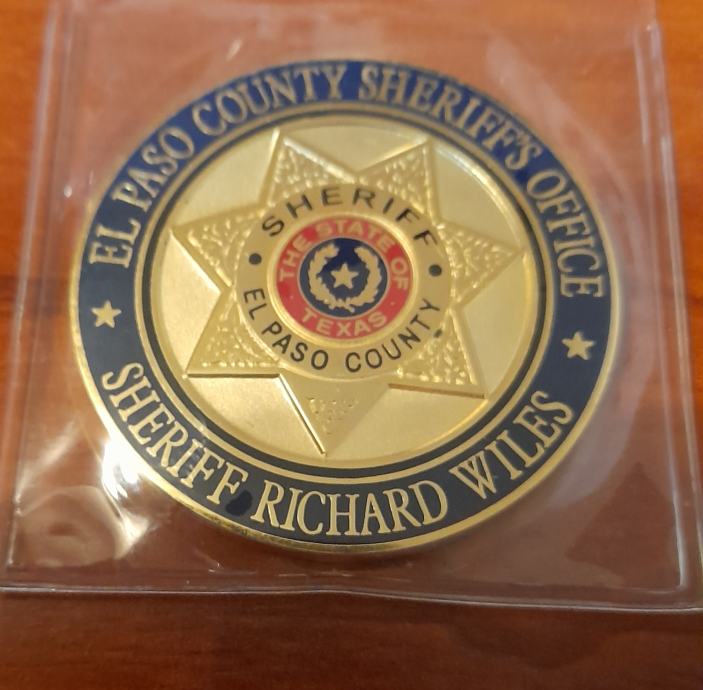 EL PASO COUNTY SHERIFF'S OFFICE
SHERIFF
THE STATE OF
TEXAS
EL PASO COUNTY
SHERIFF RICHARD WILES